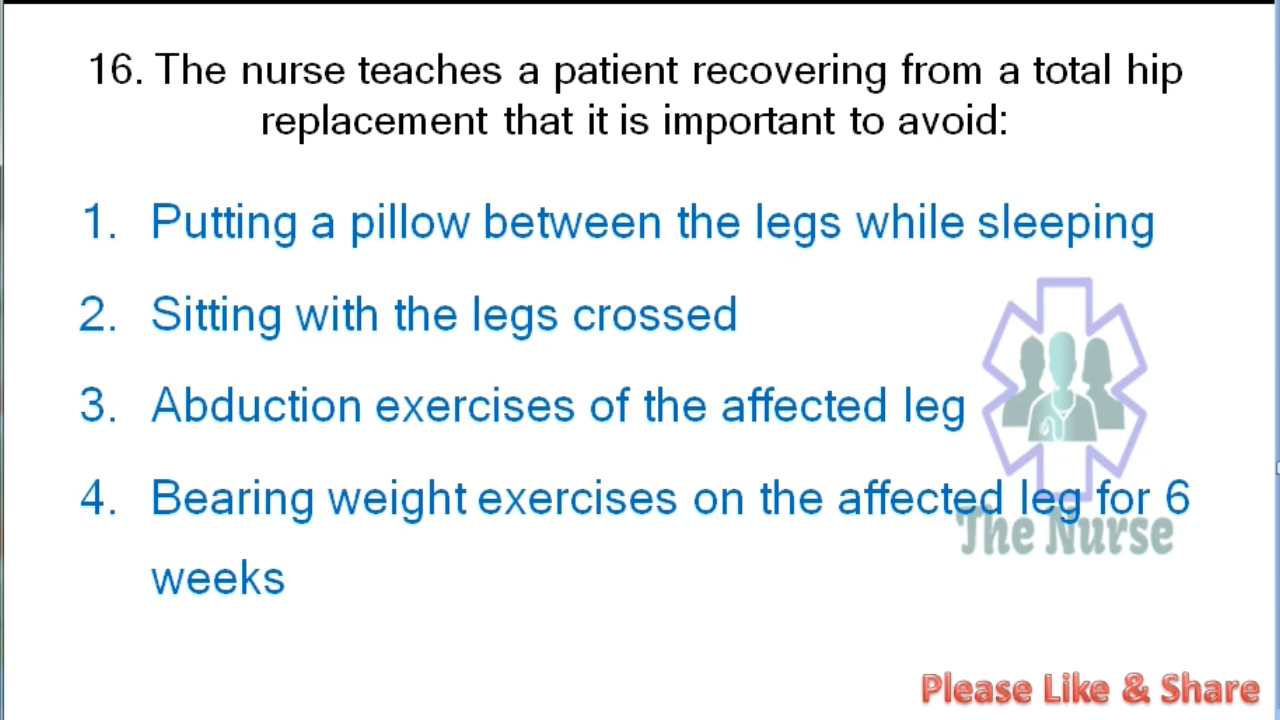 16. The nurse teaches a patient recovering from a total hip
replacement that it is important to avoid:
1. Putting a pillow between the legs while sleeping
2. Sitting with the legs crossed
3. Abduction exercises of the affected leg
4. Bearing weight exercises on the affected leg for 6
weeks
The Nurse
Please Like & Share